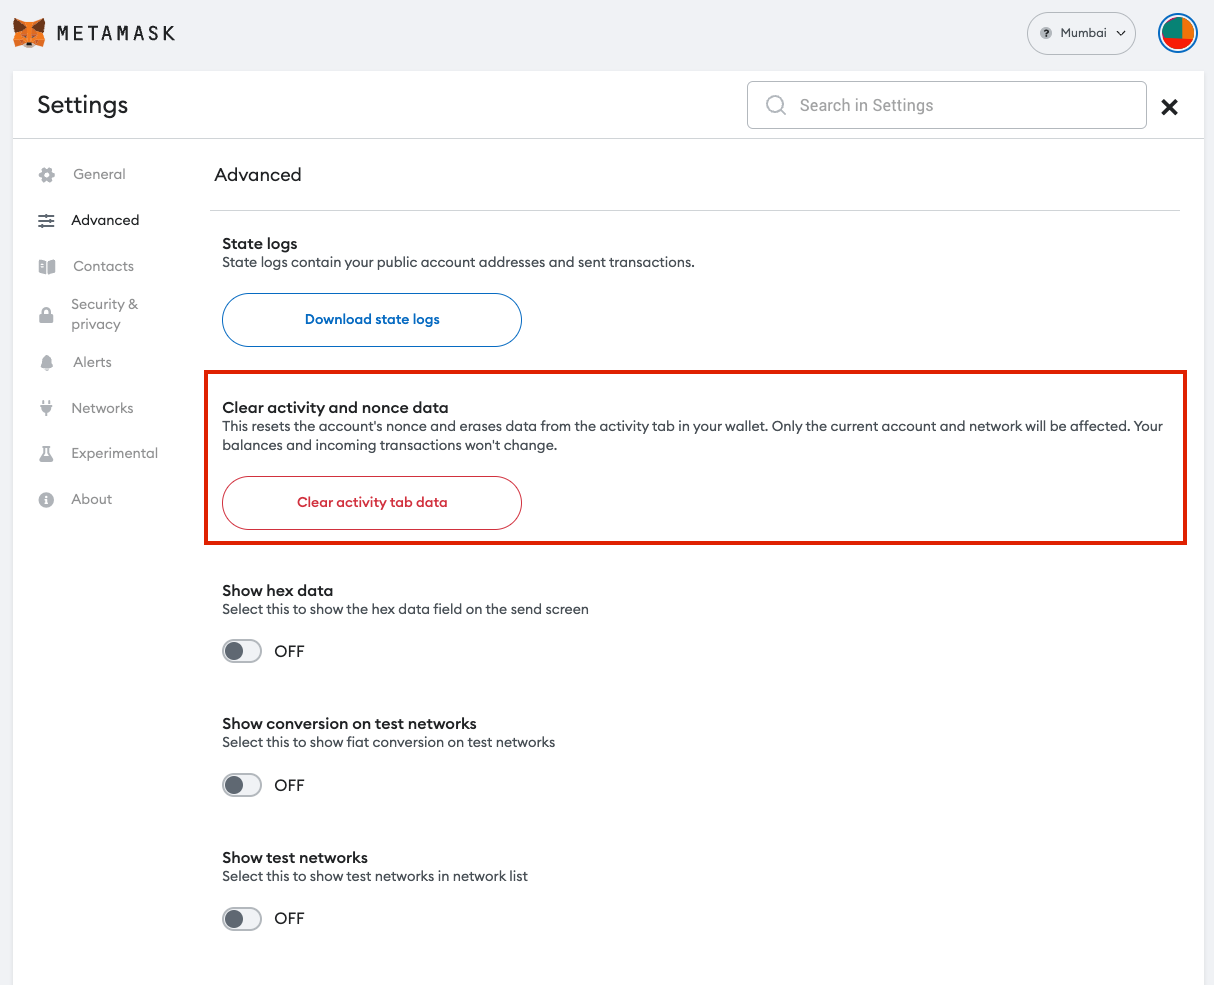 METAMASK
Mumbai
Settings
Search in Settings
General
Advanced
Contacts
Security &
privacy
Alerts
Networks
Experimental
About
Advanced
State logs
State logs contain your public account addresses and sent transactions.
Download state logs
Clear activity and nonce data
This resets the account's nonce and erases data from the activity tab in your wallet. Only the current account and network will be affected. Your
balances and incoming transactions won't change.
Clear activity tab data
Show hex data
Select this to show the hex data field on the send screen
OFF
Show conversion on test networks
Select this to show fiat conversion on test networks
OFF
Show test networks
Select this to show test networks in network list
OFF